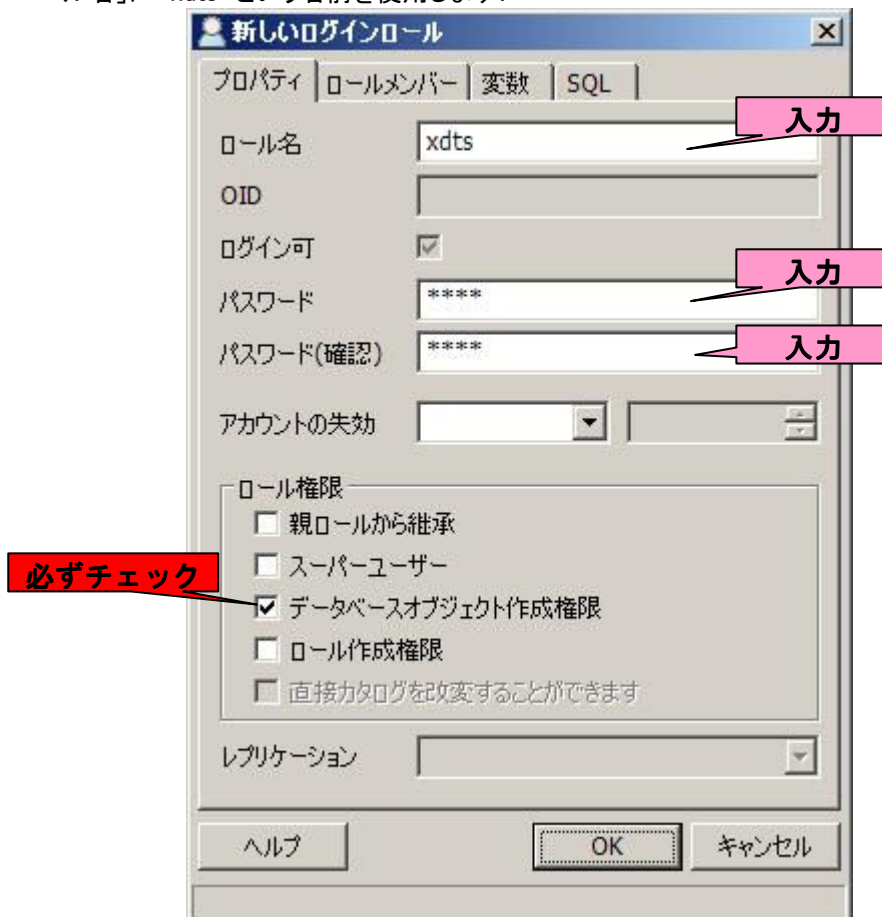 新しいログインロール
プロパティ ロールメンバー 変数 SQL
入力
ロール名 xdts
OID
ログイン可
入力
パスワード ****
パスワード(確認) **** 入力
アカウントの失効
ロール権限
親ロールから継承
スーパーユーザー
必ずチェック
データベースオブジェクト作成権限
ロール作成権限
直接カタログを改変することができます
レプリケーション
ヘルプ OK キャンセル